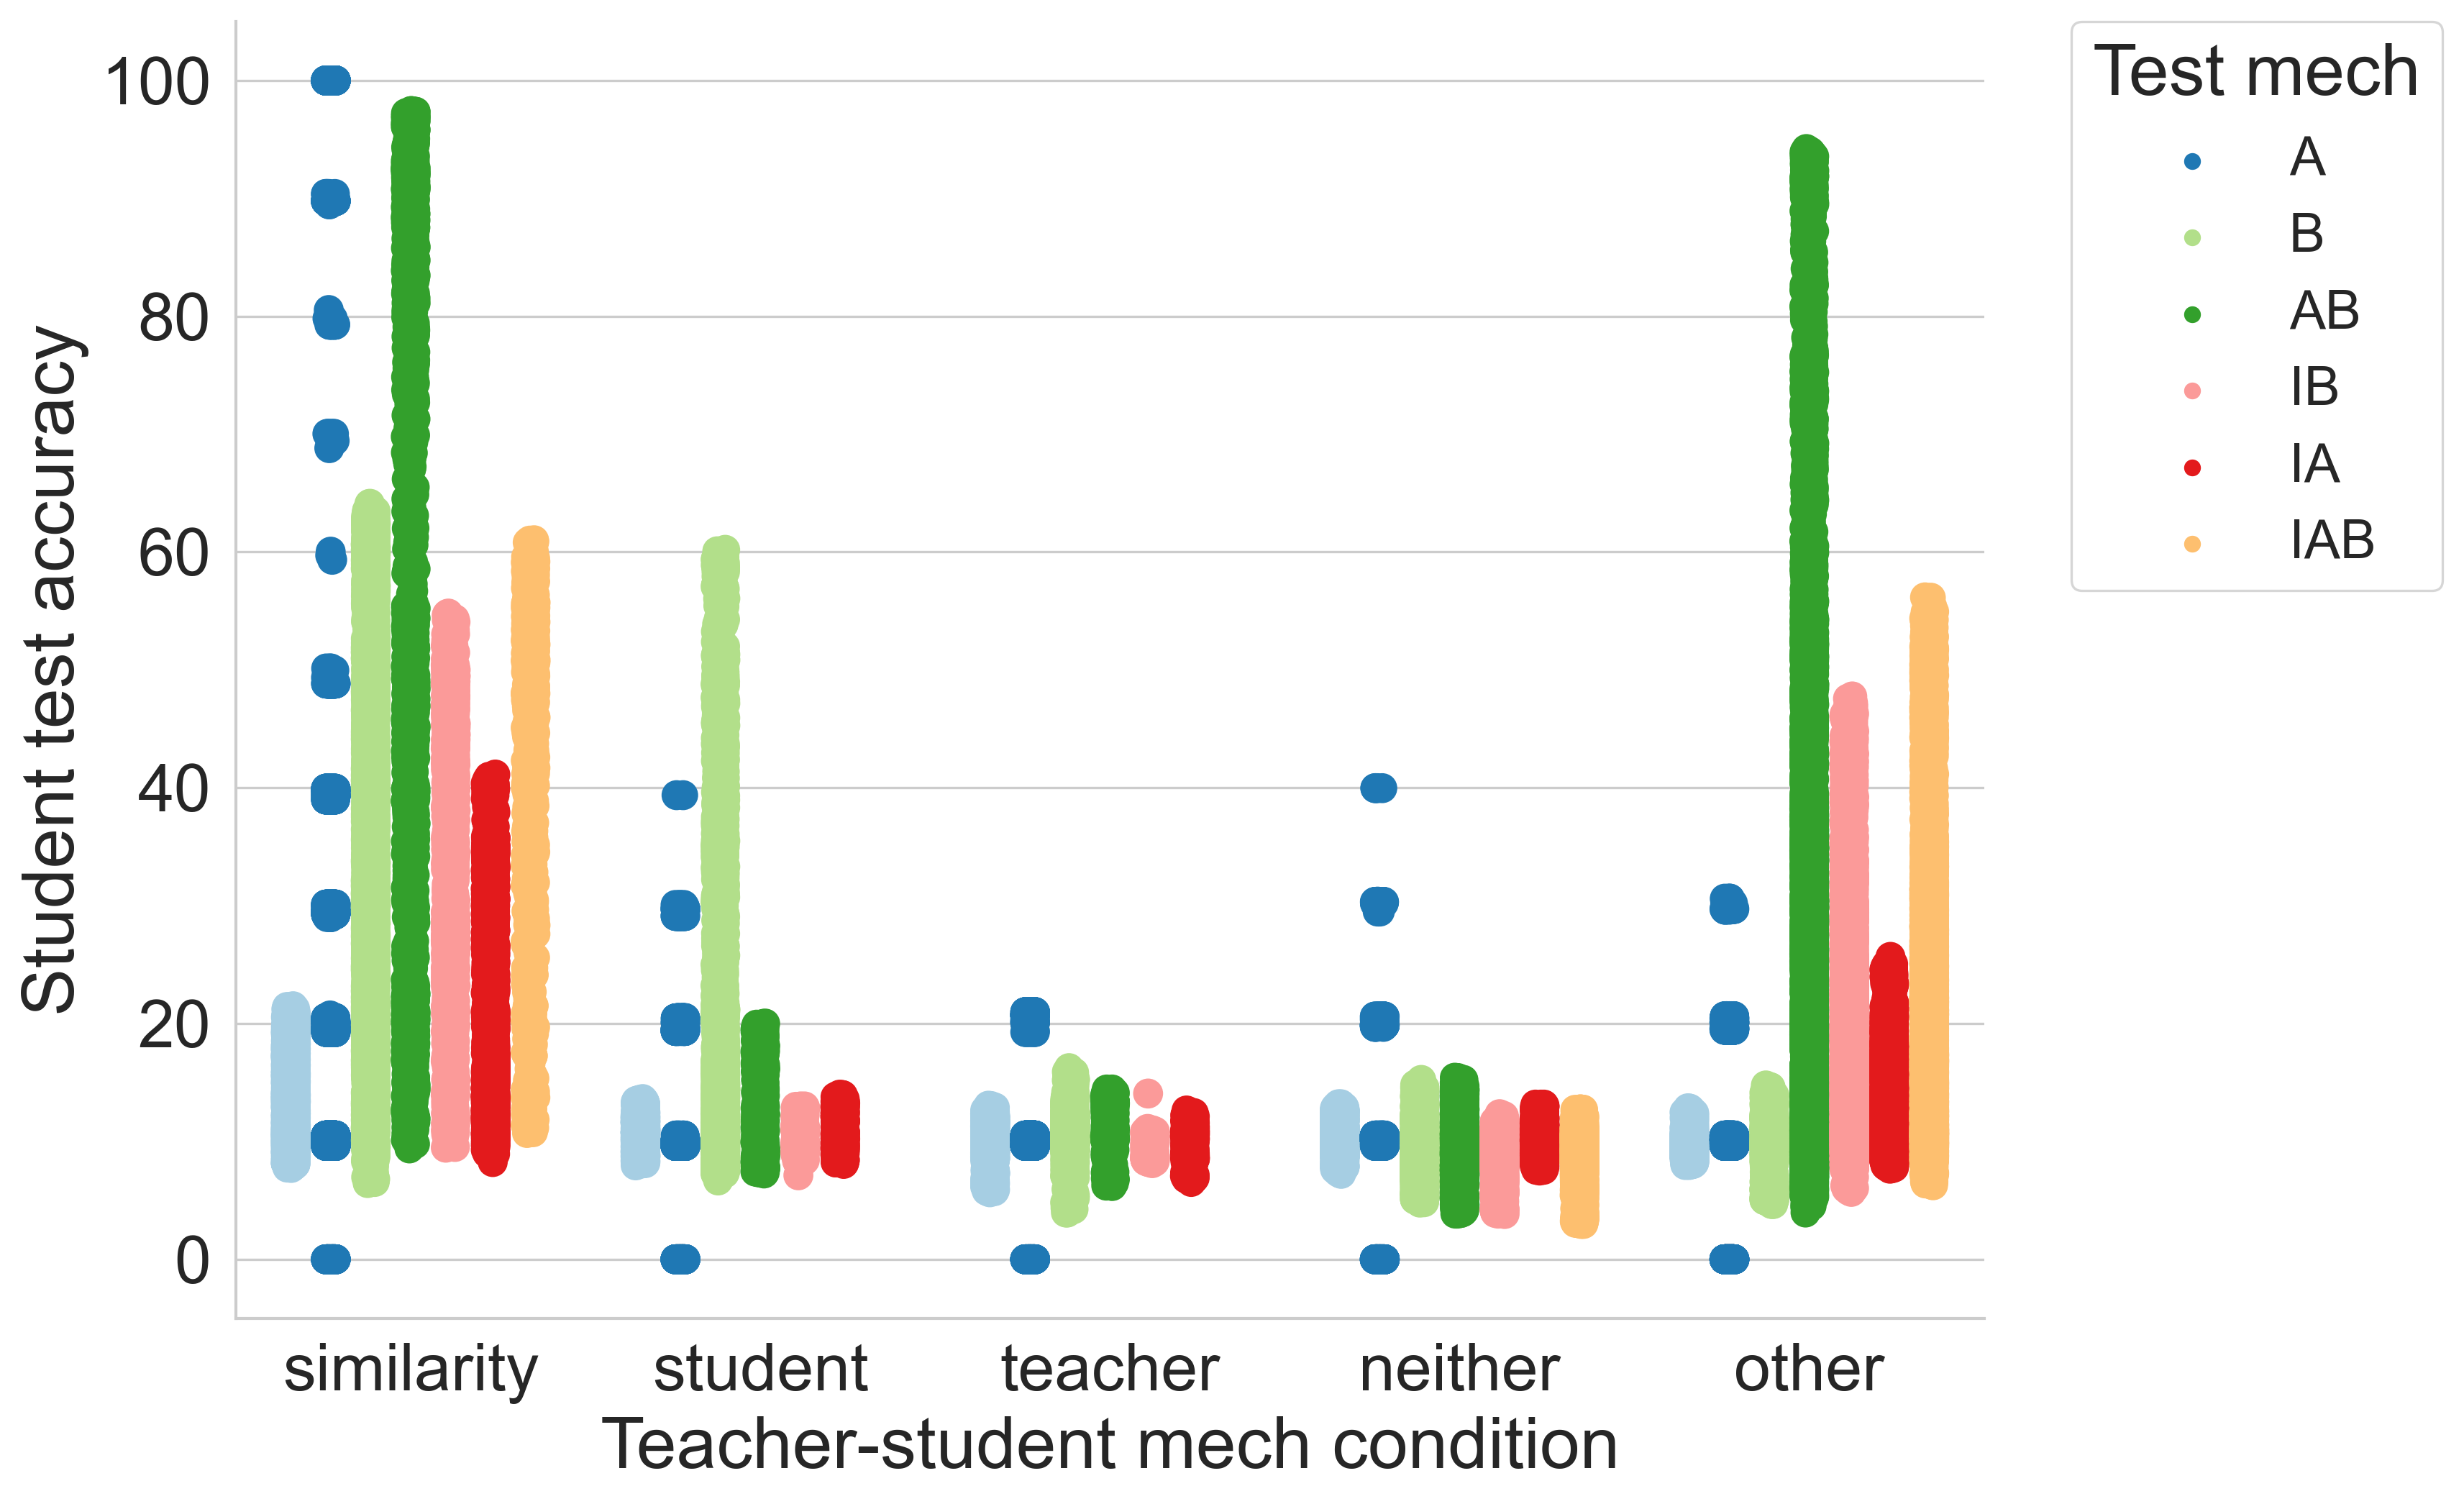 100
80
60
40
20
0
Student test accuracy
similarity
student
teacher
neither
other
Teacher-student mech condition
Test mech
A
B
AB
IB
IA
IAB